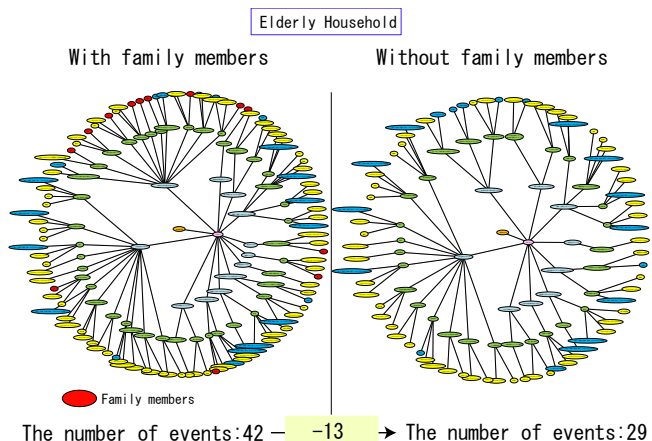 Elderly Household
With family members
Without family members
Family members
The number of events:42
-13
The number of events:29